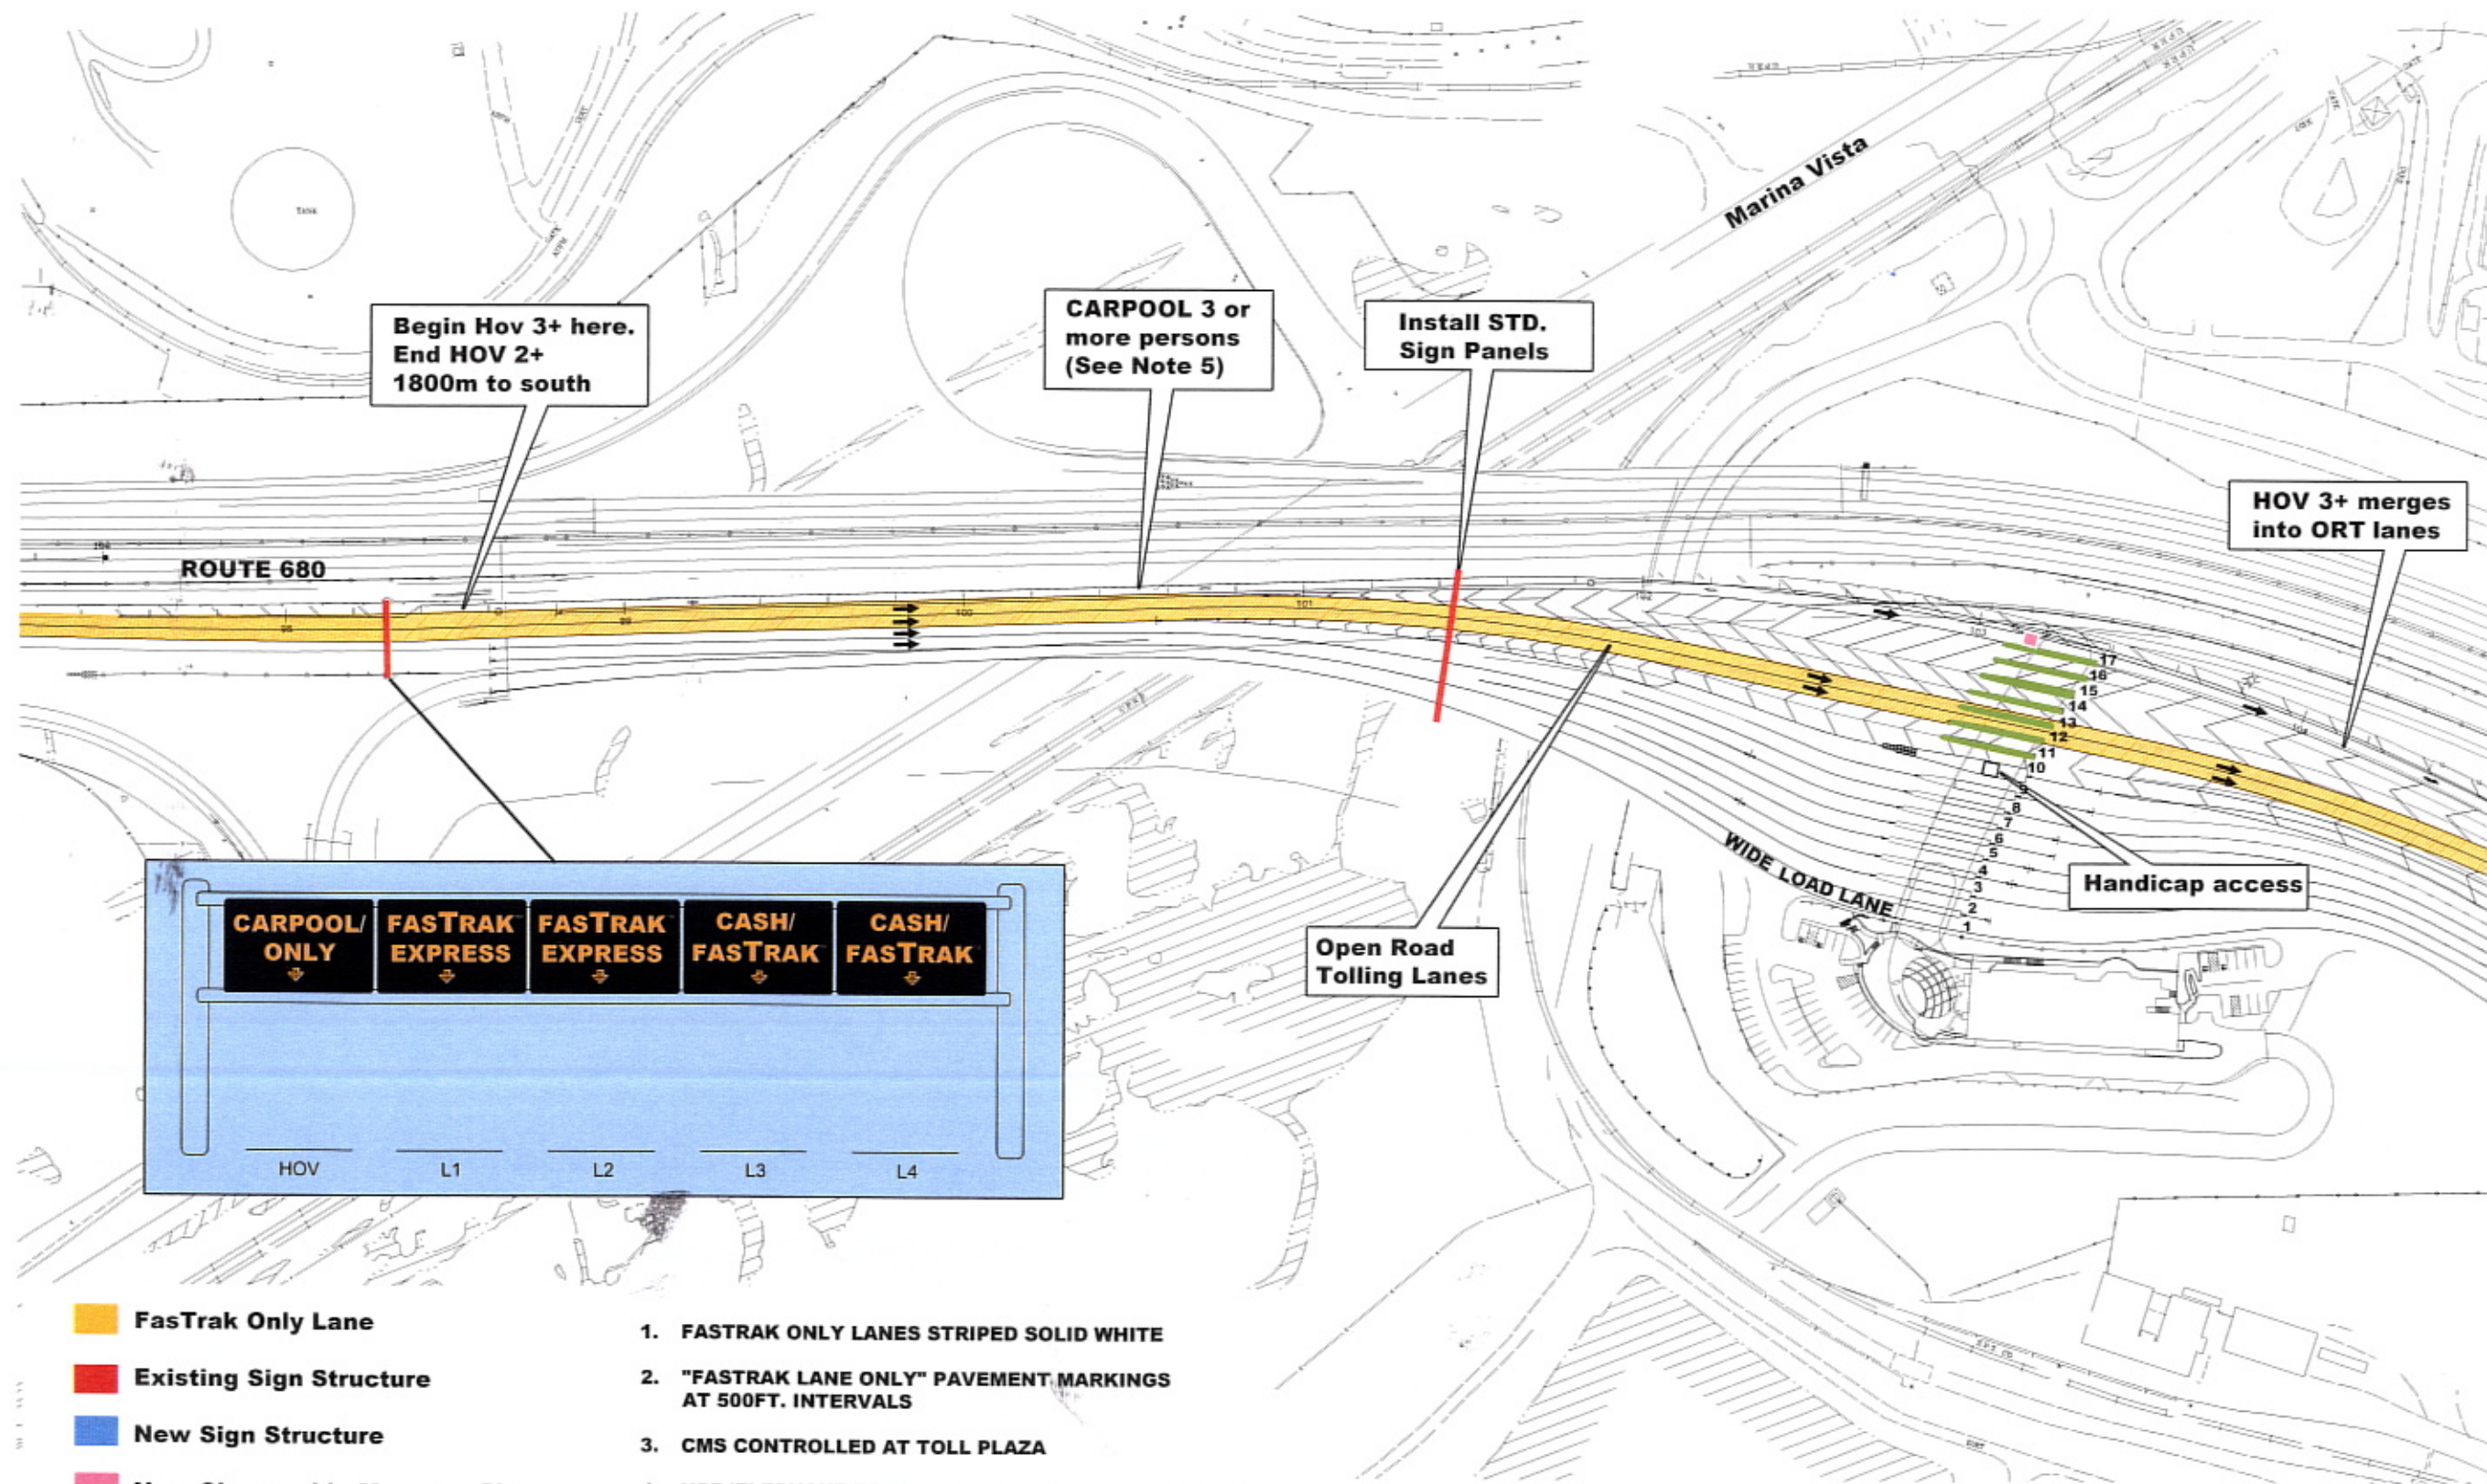 Marina Vista
TANK
Begin Hov 3+ here.
End HOV 2+
1800m to south
CARPOOL 3 or
more persons
(See Note 5)
Install STD.
Sign Panels
HOV 3+ merges
into ORT lanes
ROUTE 680
100
101
17
16
15
14
13
12
11
10
9
8
7
6
5
4
3
2
1
WIDE LOAD LANE
Handicap access
Open Road
Tolling Lanes
CARPOOL/
ONLY
FASTRAK
EXPRESS
FASTRAK
EXPRESS
CASH/
FASTRAK
CASH/
FASTRAK
HOV
L1
L2
L3
L4
FasTrak Only Lane
Existing Sign Structure
New Sign Structure
1. FASTRAK ONLY LANES STRIPED SOLID WHITE
2. "FASTRAK LANE ONLY" PAVEMENT MARKINGS
AT 500FT. INTERVALS
3. CMS CONTROLLED AT TOLL PLAZA